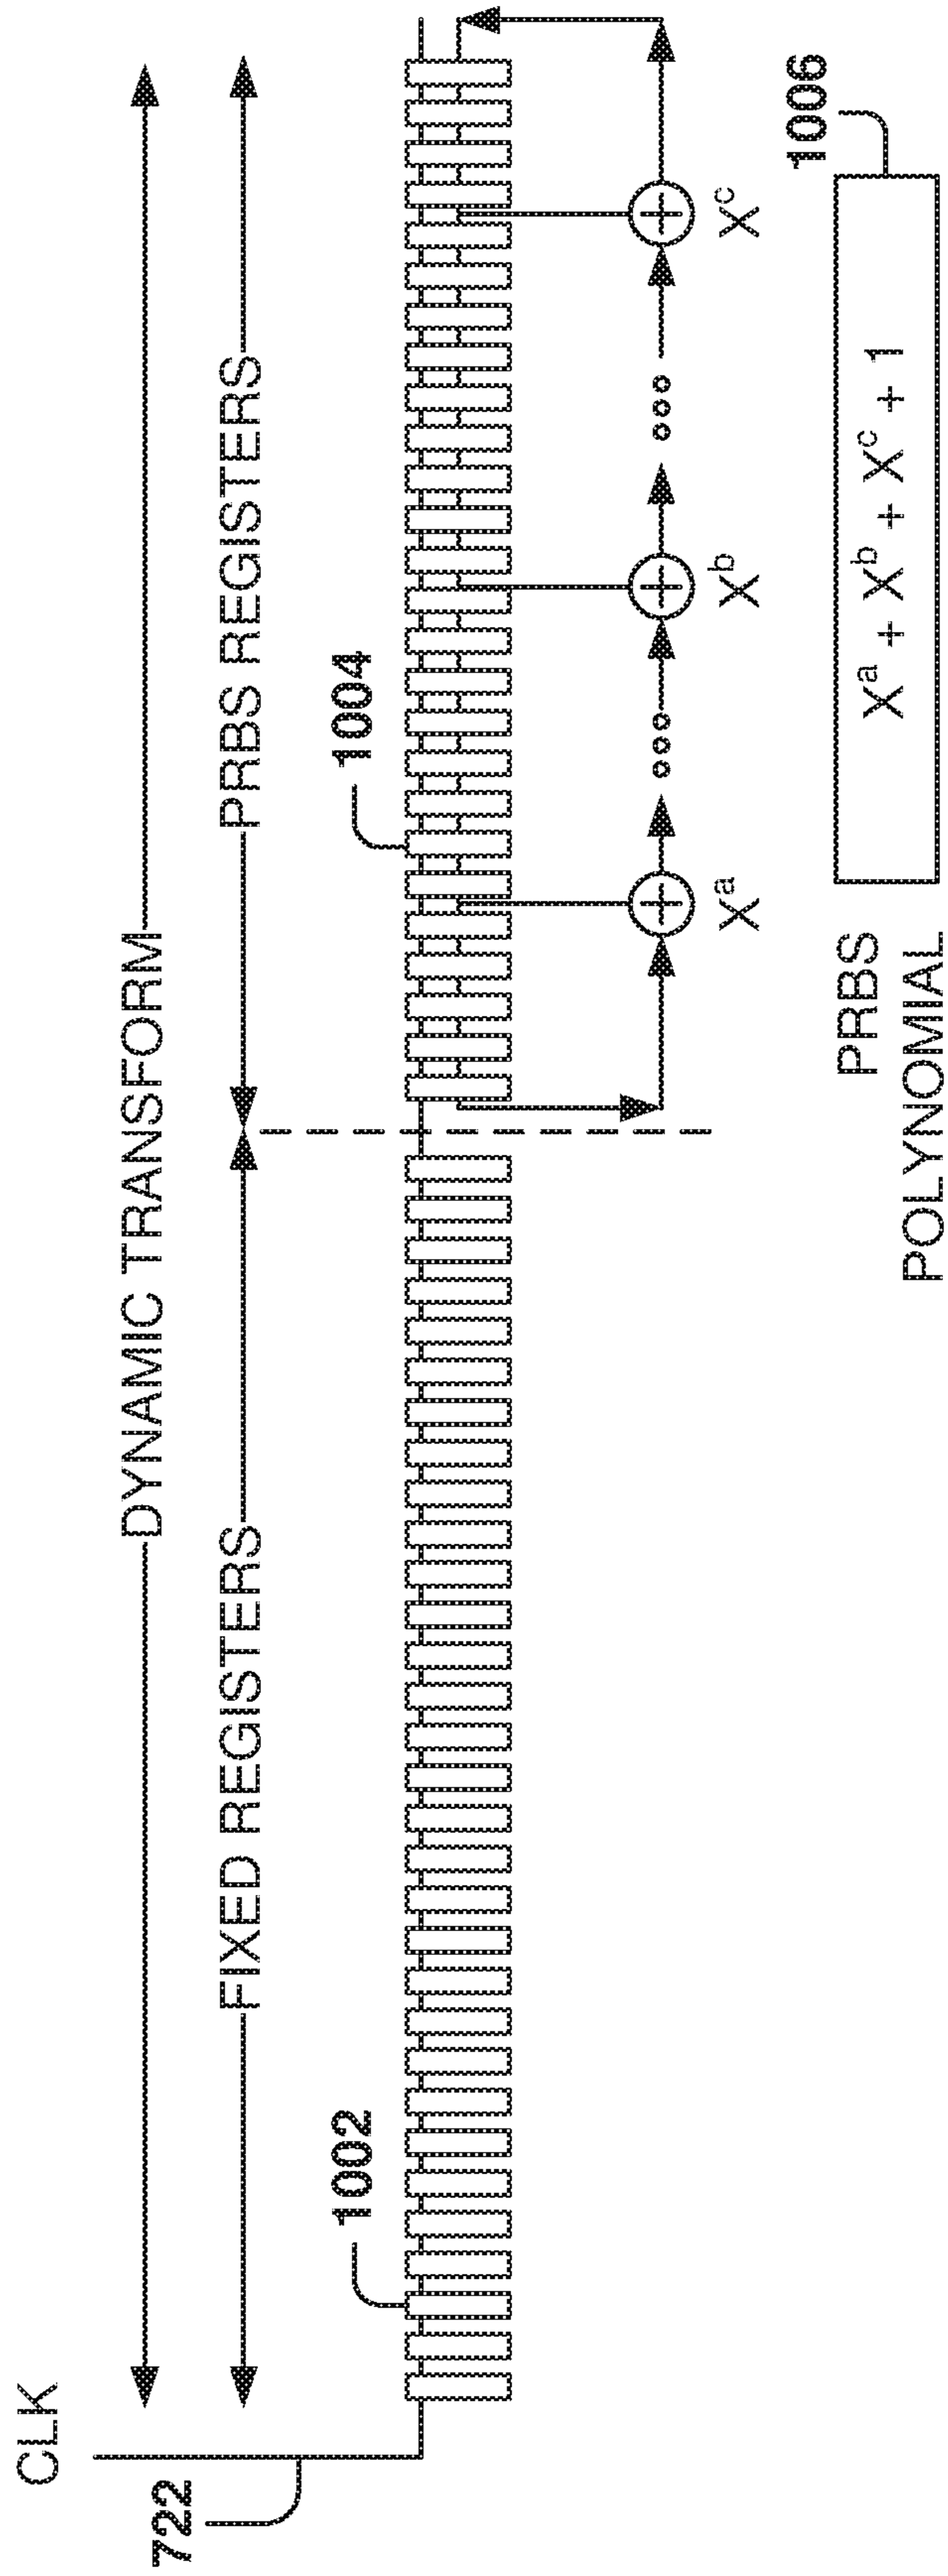 CLK
722
DYNAMIC TRANSFORM
FIXED REGISTERS
PRBS REGISTERS
1002
1004
X^a
X^b
X^c
PRBS
POLYNOMIAL
X^a + X^b + X^c + 1
1006